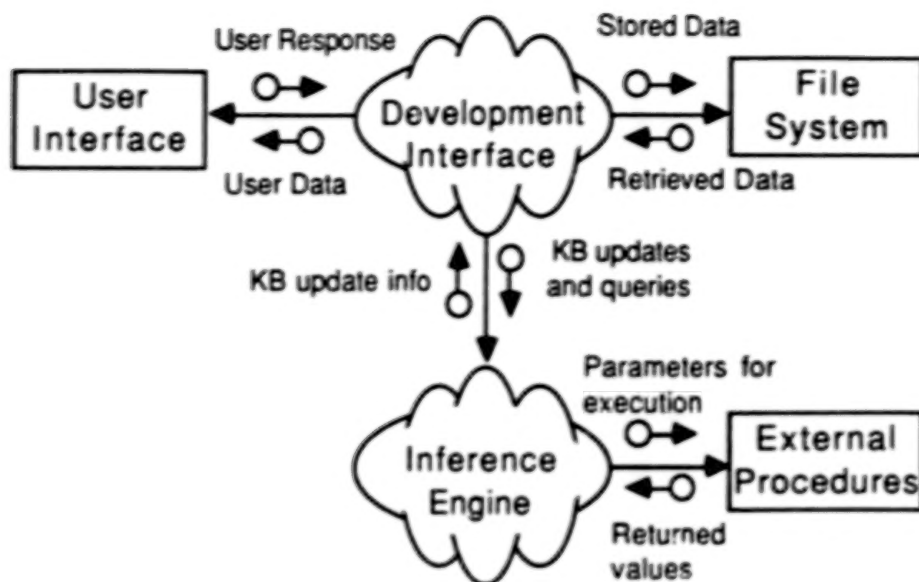 User Response
Stored Data
User
Interface
Development
Interface
File
System
User Data
Retrieved Data
KB update info
KB updates
and queries
Parameters for
execution
Inference
Engine
External
Procedures
Returned
values